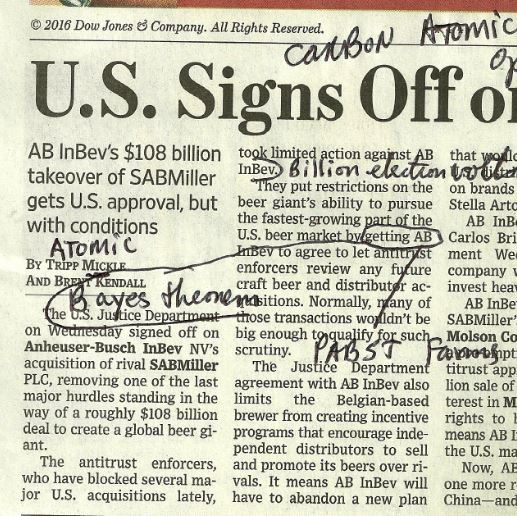 © 2016 Dow Jones & Company. All Rights Reserved.
CARBON ATOMIC
U.S. Signs Off o
AB InBev's $108 billion
takeover of SABMiller
gets U.S. approval, but
with conditions
ATOMIC
BY TRIPP MICKLE
AND BRENT KENDALL
Bayes theorem
The U.S. Justice Department
on Wednesday signed off on
Anheuser-Busch InBev NV's
acquisition of rival SABMiller
PLC, removing one of the last
major hurdles standing in the
way of a roughly $108 billion
deal to create a global beer gi-
ant.
The antitrust enforcers,
who have blocked several ma-
jor U.S. acquisitions lately,
took limited action against AB
InBev. Billion election volt
They put restrictions on the
beer giant's ability to pursue
the fastest-growing part of the
U.S. beer market by getting AB
InBev to agree to let antitrust
enforcers review any future
craft beer and distributor ac-
quisitions. Normally, many of
those transactions wouldn't be
big enough to qualify for such
scrutiny. PABST Famous
The Justice Department
agreement with AB InBev also
limits the Belgian-based
brewer from creating incentive
programs that encourage inde-
pendent distributors to sell
and promote its beers over ri-
vals. It means AB InBev will
have to abandon a new plan
that would
U.S. distri
on brands
Stella Arto
AB InB
Carlos Bri
ment Wed
company w
invest heav
AB InBe
SABMiller'
Molson Co
titrust app
lion sale of
terest in M
rights to b
means AB I
the U.S. ma
Now, AB
one more r
China—and